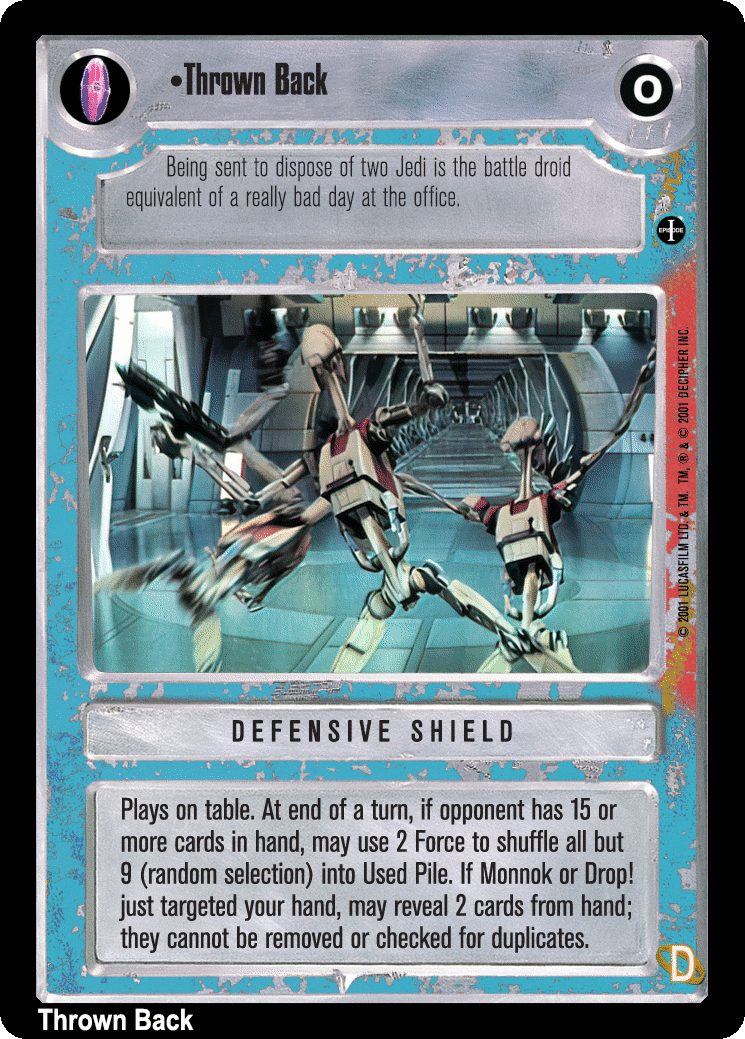 •Thrown Back
O
Being sent to dispose of two Jedi is the battle droid
equivalent of a really bad day at the office.
EPISODE
I
© 2001 LUCASFILM LTD. & TM. TM, ® & © 2001 DECIPHER INC.
DEFENSIVE SHIELD
Plays on table. At end of a turn, if opponent has 15 or
more cards in hand, may use 2 Force to shuffle all but
9 (random selection) into Used Pile. If Monnok or Drop!
just targeted your hand, may reveal 2 cards from hand;
they cannot be removed or checked for duplicates.
D
Thrown Back